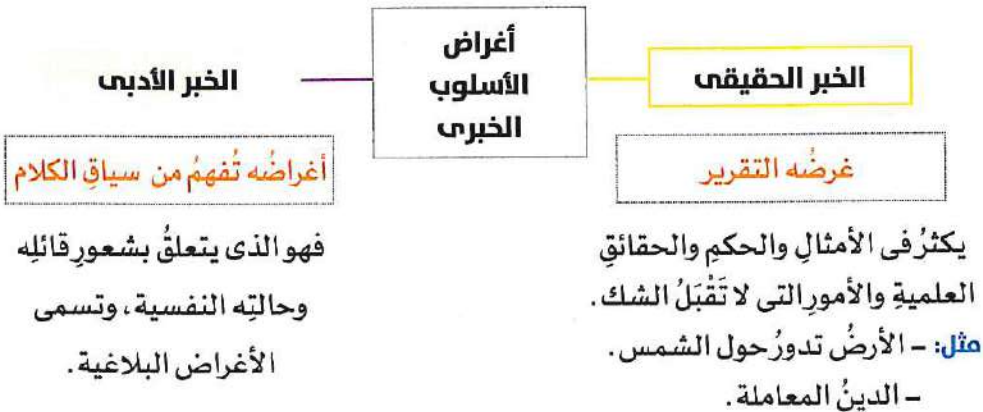 أغراض
الأسلوب
الخبرى
الخبر الحقيقى
غرضُه التقرير
يكثرُ فى الأمثالِ والحكمِ والحقائقِ
العلميةِ والأمورِ التى لا تَقْبَلُ الشك.
مثل: – الأرضُ تدورُ حول الشمس.
– الدينُ المعاملة.
الخبر الأدبى
أغراضُه تُفهمُ من سياقِ الكلام
فهو الذى يتعلقُ بشعورِ قائلِه
وحالتِه النفسية، وتسمى
الأغراض البلاغية.